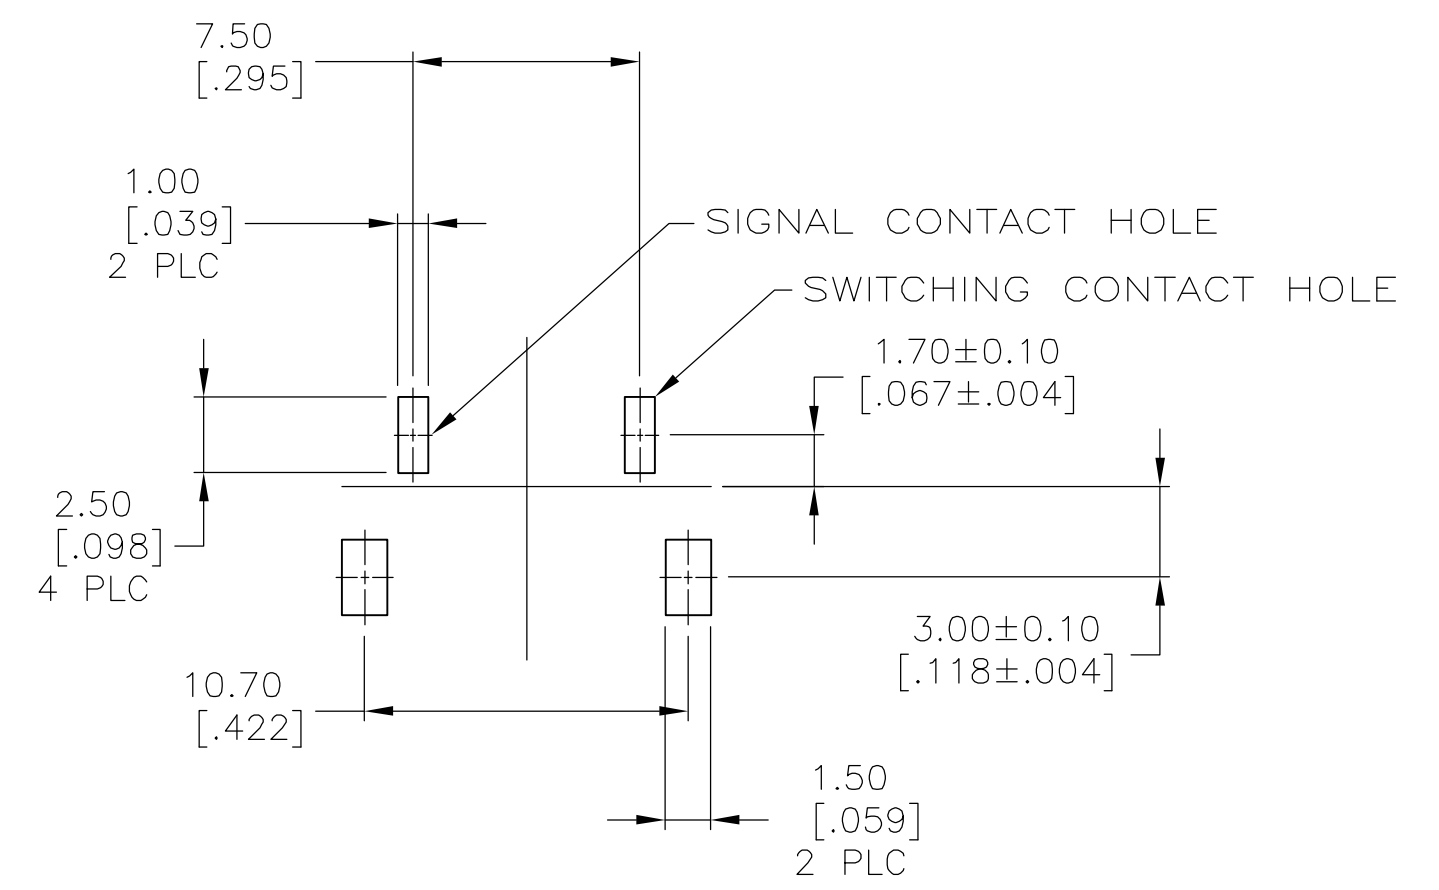 7.50
[.295]
1.00
[.039]
2 PLC
SIGNAL CONTACT HOLE
SWITCHING CONTACT HOLE
1.70±0.10
[.067±.004]
2.50
[.098]
4 PLC
3.00±0.10
[.118±.004]
10.70
[.422]
1.50
[.059]
2 PLC